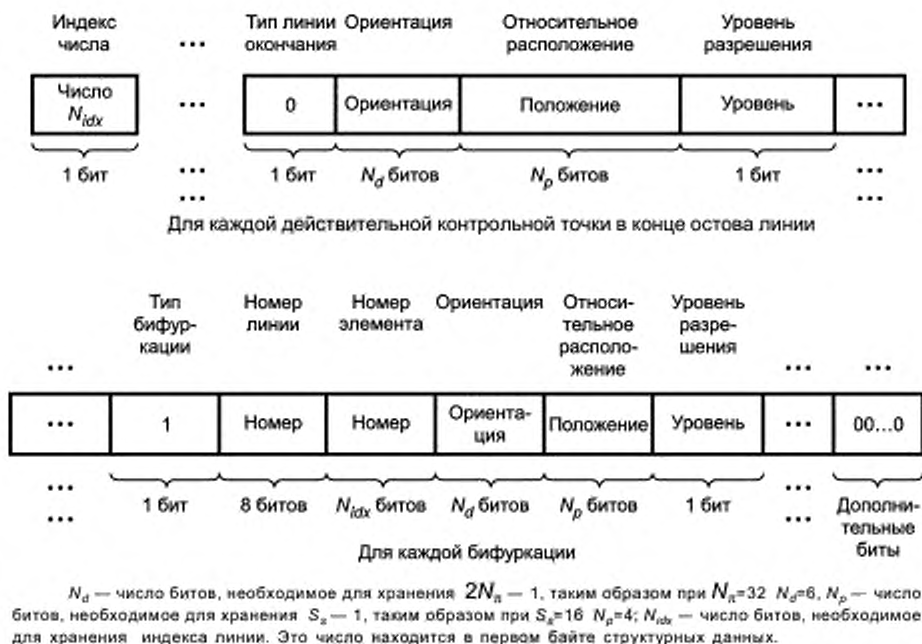 Индекс числа ... Тип линии окончания Ориентация Относительное расположение Уровень разрешения
Число N_idx ... 0 Ориентация Положение Уровень ...
1 бит ... 1 бит N_d битов N_p битов 1 бит ...
... ...
Для каждой действительной контрольной точки в конце остова линии
... Тип бифур-кации Номер линии Номер элемента Ориентация Относи-тельное располо-жение Уровень разре-шения ... ...
... 1 Номер Номер Ориента-ция Положение Уровень ... 00...0
... 1 бит 8 битов N_idx битов N_d битов N_p битов 1 бит ... Дополни-тельные биты
... ...
Для каждой бифуркации
N_d — число битов, необходимое для хранения 2N_π — 1, таким образом при N_π=32 N_d=6, N_p — число
битов, необходимое для хранения S_s — 1, таким образом при S_s=16 N_p=4; N_idx — число битов, необходимое
для хранения индекса линии. Это число находится в первом байте структурных данных.